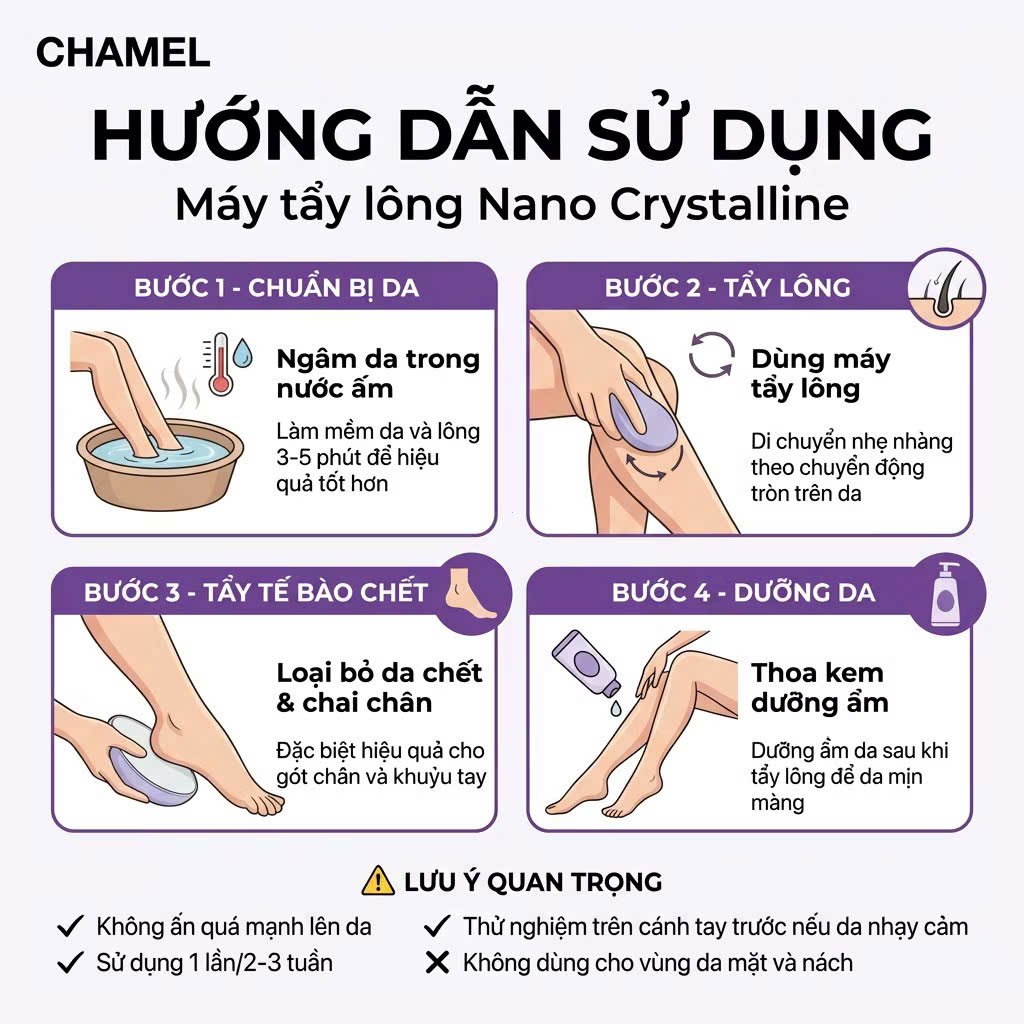 CHAMEL
HƯỚNG DẪN SỬ DỤNG
Máy tẩy lông Nano Crystalline
BƯỚC 1 - CHUẨN BỊ DA
Ngâm da trong
nước ấm
Làm mềm da và lông
3-5 phút để hiệu
quả tốt hơn
BƯỚC 2 - TẨY LÔNG
Dùng máy
tẩy lông
Di chuyển nhẹ nhàng
theo chuyển động
tròn trên da
BƯỚC 3 - TẨY TẾ BÀO CHẾT
Loại bỏ da chết
& chai chân
Đặc biệt hiệu quả cho
gót chân và khuỷu tay
BƯỚC 4 - DƯỠNG DA
Thoa kem
dưỡng ẩm
Dưỡng ẩm da sau khi
tẩy lông để da mịn
màng
LƯU Ý QUAN TRỌNG
Không ấn quá mạnh lên da
Thử nghiệm trên cánh tay trước nếu da nhạy cảm
Sử dụng 1 lần/2-3 tuần
Không dùng cho vùng da mặt và nách